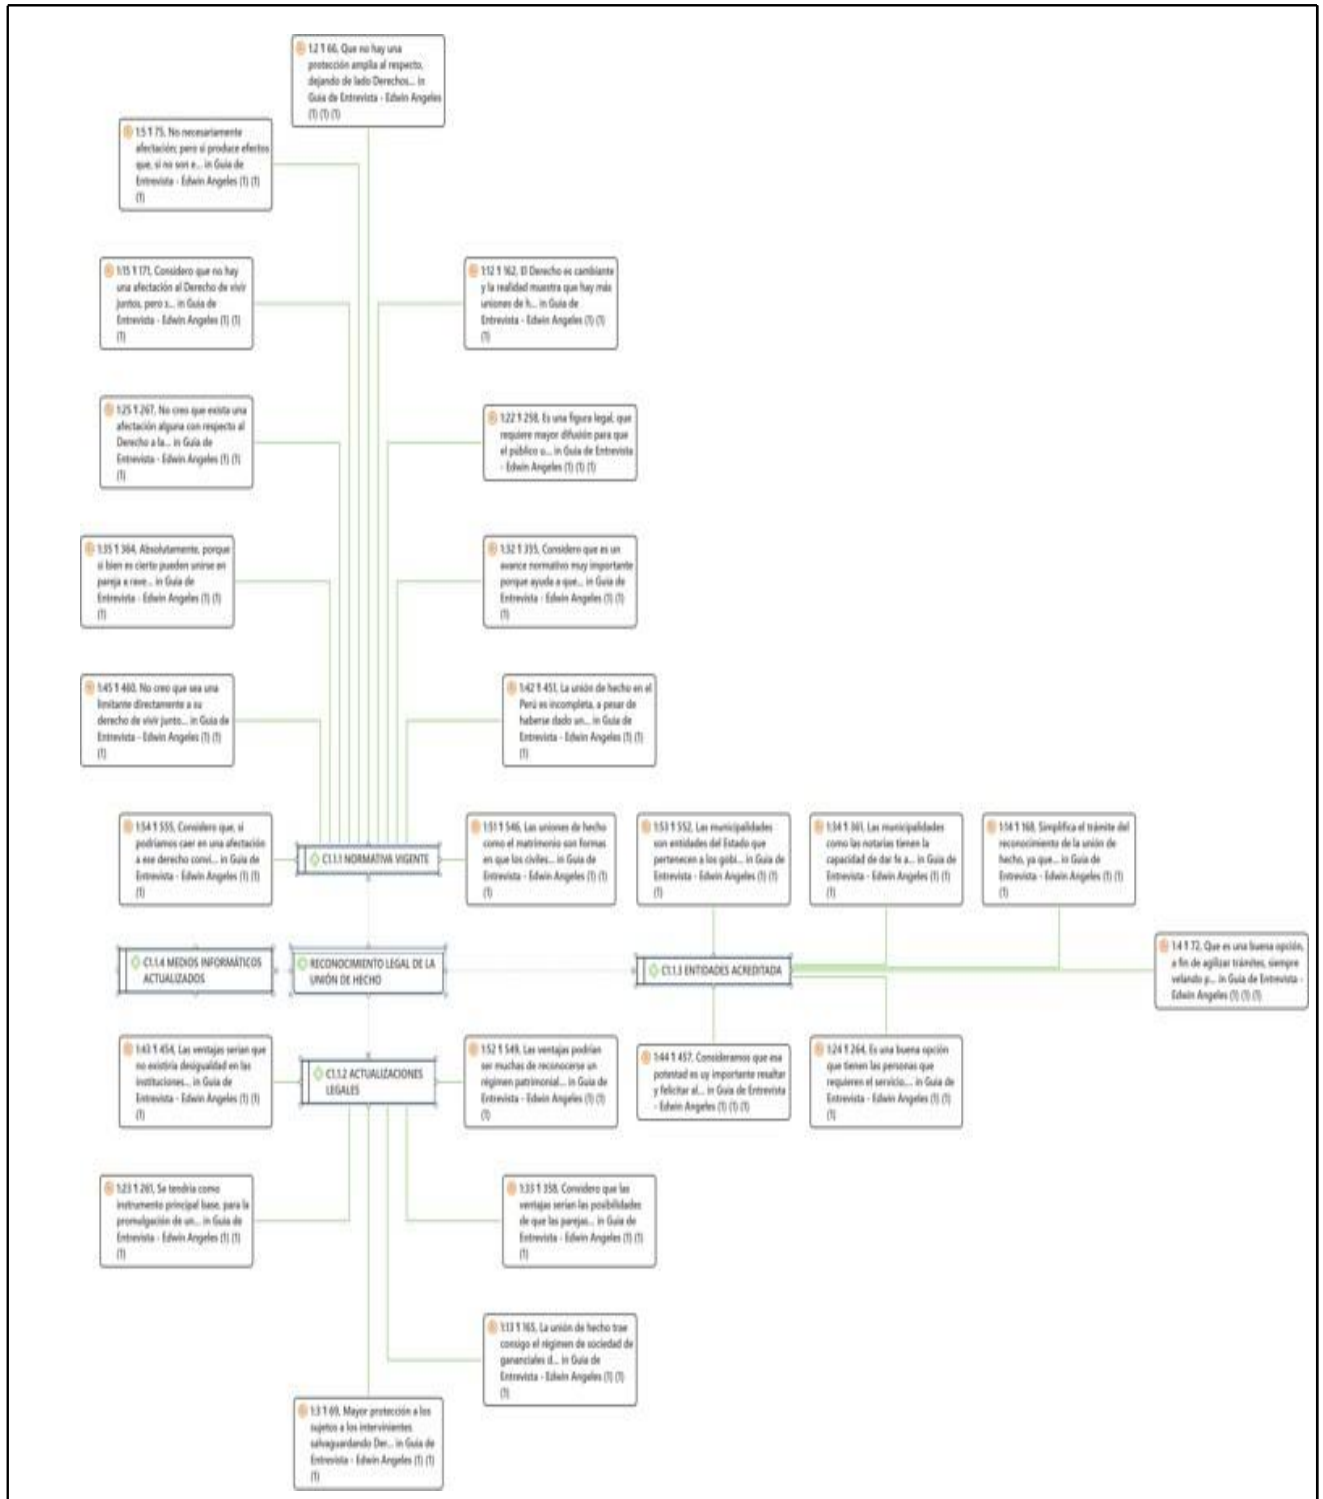 1:2 ¶ 66, Que no hay una
protección amplia al respecto,
dejando de lado Derechos... in
Guía de Entrevista - Edwin Angeles
(1) (1) (1)
1:5 ¶ 75, No necesariamente
afectación; pero si produce efectos
que, si no son e... in Guía de
Entrevista - Edwin Angeles (1) (1)
(1)
1:15 ¶ 171, Considero que no hay
una afectación al Derecho de vivir
juntos, pero s... in Guía de
Entrevista - Edwin Angeles (1) (1)
(1)
1:12 ¶ 162, El Derecho es cambiante
y la realidad muestra que hay más
uniones de h... in Guía de
Entrevista - Edwin Angeles (1) (1)
(1)
1:25 ¶ 267, No creo que exista una
afectación alguna con respecto al
Derecho a la... in Guía de
Entrevista - Edwin Angeles (1) (1)
(1)
1:22 ¶ 258, Es una figura legal, que
requiere mayor difusión para que
el público o... in Guía de Entrevista
- Edwin Angeles (1) (1) (1)
1:35 ¶ 364, Absolutamente, porque
si bien es cierto pueden unirse en
pareja a rave... in Guía de
Entrevista - Edwin Angeles (1) (1)
(1)
1:32 ¶ 355, Considero que es un
avance normativo muy importante
porque ayuda a que... in Guía de
Entrevista - Edwin Angeles (1) (1)
(1)
1:45 ¶ 460, No creo que sea una
limitante directamente a su
derecho de vivir junto... in Guía de
Entrevista - Edwin Angeles (1) (1)
(1)
1:42 ¶ 451, La unión de hecho en el
Perú es incompleta, a pesar de
haberse dado un... in Guía de
Entrevista - Edwin Angeles (1) (1)
(1)
1:54 ¶ 555, Considero que, si
podríamos caer en una afectación
a ese derecho convi... in Guía de
Entrevista - Edwin Angeles (1) (1)
(1)
C1.1.1 NORMATIVA VIGENTE
1:51 ¶ 546, Las uniones de hecho
como el matrimonio son formas
en que los civiles... in Guía de
Entrevista - Edwin Angeles (1) (1)
(1)
1:53 ¶ 552, Las municipalidades
son entidades del Estado que
pertenecen a los gobi... in Guía de
Entrevista - Edwin Angeles (1) (1)
(1)
1:34 ¶ 361, Las municipalidades
como las notarias tienen la
capacidad de dar fe a... in Guía de
Entrevista - Edwin Angeles (1) (1)
(1)
1:14 ¶ 168, Simplifica el trámite del
reconocimiento de la unión de
hecho, ya que... in Guía de
Entrevista - Edwin Angeles (1) (1)
(1)
C1.1.4 MEDIOS INFORMÁTICOS
ACTUALIZADOS
RECONOCIMIENTO LEGAL DE LA
UNIÓN DE HECHO
C1.1.3 ENTIDADES ACREDITADA
1:4 ¶ 72, Que es una buena opción,
a fin de agilizar trámites, siempre
velando p... in Guía de Entrevista -
Edwin Angeles (1) (1) (1)
1:43 ¶ 454, Las ventajas serian que
no existiría desigualdad en las
instituciones... in Guía de
Entrevista - Edwin Angeles (1) (1)
(1)
C1.1.2 ACTUALIZACIONES
LEGALES
1:52 ¶ 549, Las ventajas podrían
ser muchas de reconocerse un
régimen patrimonial... in Guía de
Entrevista - Edwin Angeles (1) (1)
(1)
1:44 ¶ 457, Consideramos que esa
potestad es uy importante resaltar
y felicitar al... in Guía de Entrevista
- Edwin Angeles (1) (1) (1)
1:24 ¶ 264, Es una buena opción
que tienen las personas que
requieren el servicio,... in Guía de
Entrevista - Edwin Angeles (1) (1)
(1)
1:23 ¶ 261, Se tendría como
instrumento principal base, para la
promulgación de un... in Guía de
Entrevista - Edwin Angeles (1) (1)
(1)
1:33 ¶ 358, Considero que las
ventajas serian las posibilidades
de que las parejas... in Guía de
Entrevista - Edwin Angeles (1) (1)
(1)
1:13 ¶ 165, La unión de hecho trae
consigo el régimen de sociedad de
gananciales d... in Guía de
Entrevista - Edwin Angeles (1) (1)
(1)
1:3 ¶ 69, Mayor protección a los
sujetos a los intervinientes
salvaguardando Der... in Guía de
Entrevista - Edwin Angeles (1) (1)
(1)